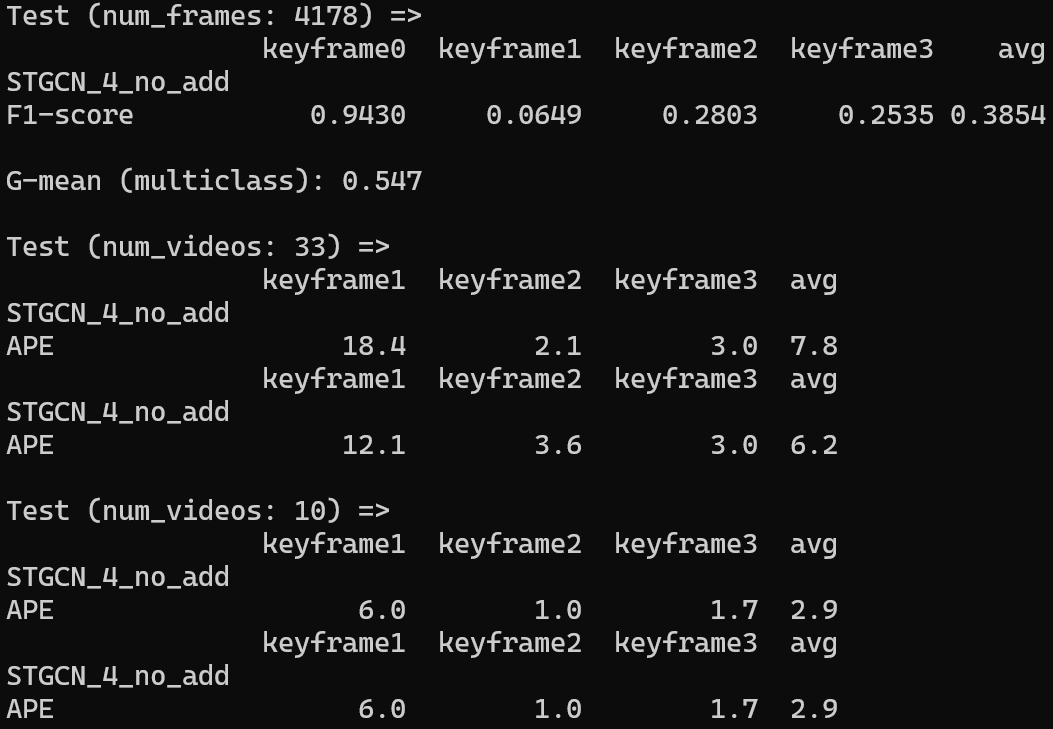 Test (num_frames: 4178) =>
keyframe0 keyframe1 keyframe2 keyframe3 avg
STGCN_4_no_add
F1-score 0.9430 0.0649 0.2803 0.2535 0.3854
G-mean (multiclass): 0.547
Test (num_videos: 33) =>
keyframe1 keyframe2 keyframe3 avg
STGCN_4_no_add
APE 18.4 2.1 3.0 7.8
keyframe1 keyframe2 keyframe3 avg
STGCN_4_no_add
APE 12.1 3.6 3.0 6.2
Test (num_videos: 10) =>
keyframe1 keyframe2 keyframe3 avg
STGCN_4_no_add
APE 6.0 1.0 1.7 2.9
keyframe1 keyframe2 keyframe3 avg
STGCN_4_no_add
APE 6.0 1.0 1.7 2.9